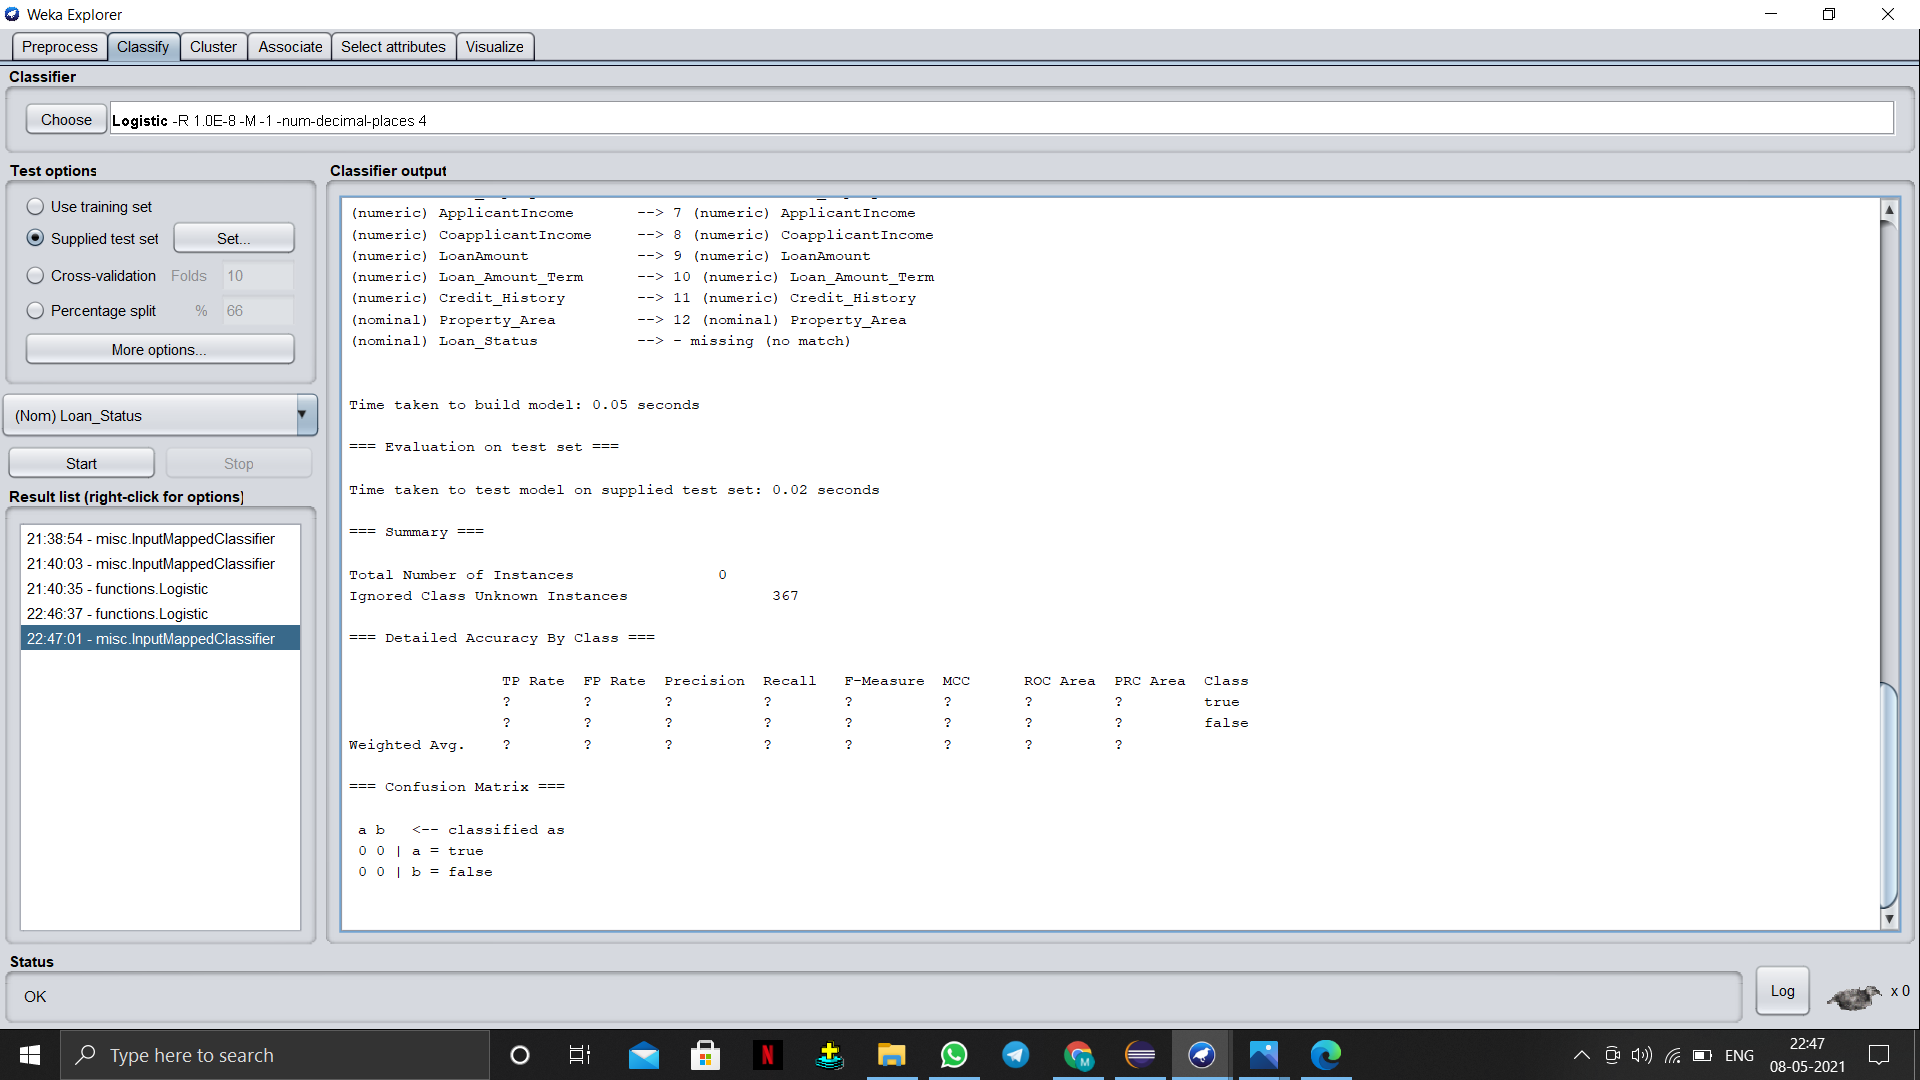 Weka Explorer
Preprocess Classify Cluster Associate Select attributes Visualize
Classifier
Choose Logistic -R 1.0E-8 -M -1 -num-decimal-places 4
Test options
Use training set
Supplied test set Set...
Cross-validation Folds 10
Percentage split % 66
More options...
(Nom) Loan_Status
Start Stop
Result list (right-click for options)
21:38:54 - misc.InputMappedClassifier
21:40:03 - misc.InputMappedClassifier
21:40:35 - functions.Logistic
22:46:37 - functions.Logistic
22:47:01 - misc.InputMappedClassifier
Classifier output
(numeric) ApplicantIncome --> 7 (numeric) ApplicantIncome
(numeric) CoapplicantIncome --> 8 (numeric) CoapplicantIncome
(numeric) LoanAmount --> 9 (numeric) LoanAmount
(numeric) Loan_Amount_Term --> 10 (numeric) Loan_Amount_Term
(numeric) Credit_History --> 11 (numeric) Credit_History
(nominal) Property_Area --> 12 (nominal) Property_Area
(nominal) Loan_Status --> - missing (no match)
Time taken to build model: 0.05 seconds
=== Evaluation on test set ===
Time taken to test model on supplied test set: 0.02 seconds
=== Summary ===
Total Number of Instances 0
Ignored Class Unknown Instances 367
=== Detailed Accuracy By Class ===
TP Rate FP Rate Precision Recall F-Measure MCC ROC Area PRC Area Class
? ? ? ? ? ? ? ? true
? ? ? ? ? ? ? ? false
Weighted Avg. ? ? ? ? ? ? ? ?
=== Confusion Matrix ===
a b <-- classified as
0 0 | a = true
0 0 | b = false
Status
OK
Log
x 0
Type here to search
N
M
ENG
22:47
08-05-2021